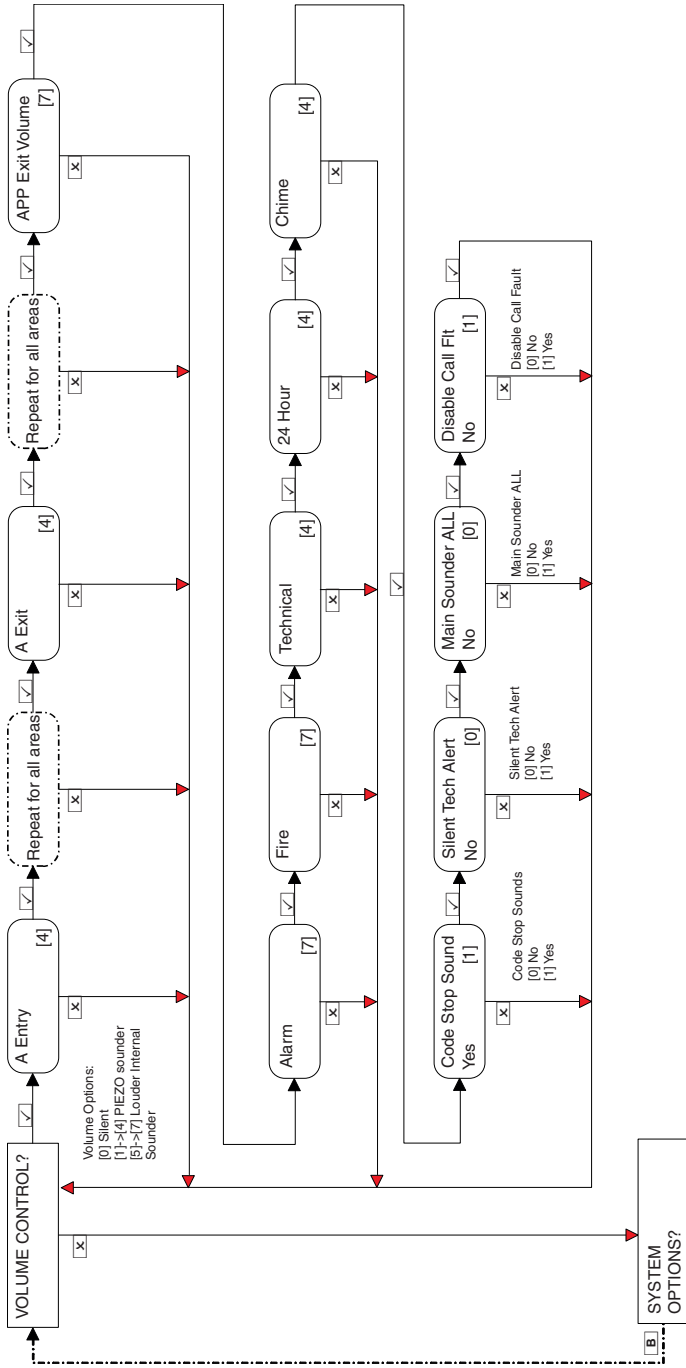 VOLUME CONTROL?
✓
A Entry
[4]
✓
Repeat for all areas
✓
A Exit
[4]
✓
Repeat for all areas
✓
APP Exit Volume
[7]
✓
x
x
x
x
x
x
Volume Options:
[0] Silent
[1]->[4] PIEZO sounder
[5]->[7] Louder Internal
Sounder
Alarm
[7]
✓
Fire
[7]
✓
Technical
[4]
✓
24 Hour
[4]
✓
Chime
[4]
✓
x
x
x
x
x
✓
Code Stop Sound
[1]
Yes
✓
Silent Tech Alert
[0]
No
✓
Main Sounder ALL
[0]
No
✓
Disable Call Flt
[1]
No
✓
x
x
x
x
Code Stop Sounds
[0] No
[1] Yes
Silent Tech Alert
[0] No
[1] Yes
Main Sounder ALL
[0] No
[1] Yes
Disable Call Fault
[0] No
[1] Yes
B
SYSTEM
OPTIONS?